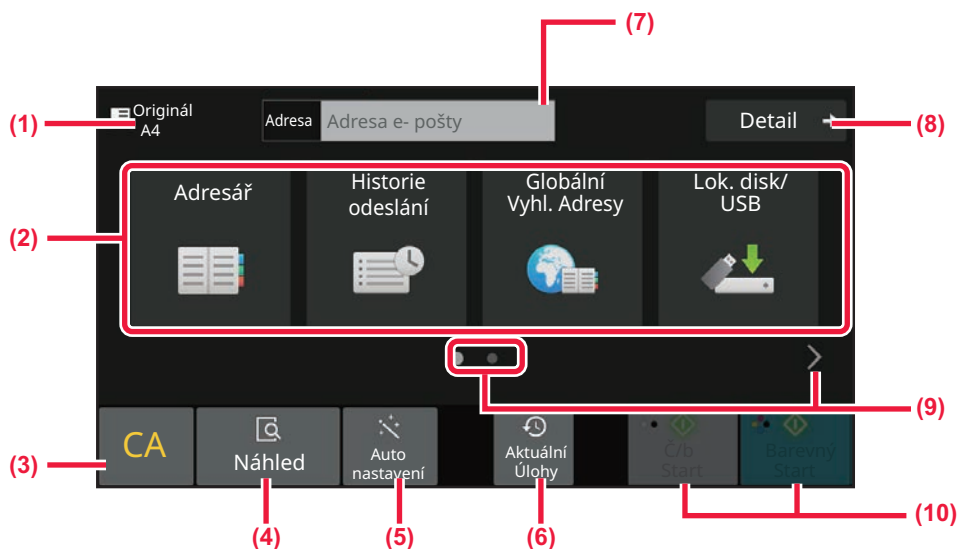 (7)
(1)
Originál
A4
Adresa
Adresa e- pošty
Detail
(8)
(2)
Adresář
Historie
odeslání
Globální
Vyhl. Adresy
Lok. disk/
USB
(9)
(3)
CA
Náhled
Auto
nastavení
Aktuální
Úlohy
Č/b
Start
Barevný
Start
(10)
(4)
(5)
(6)